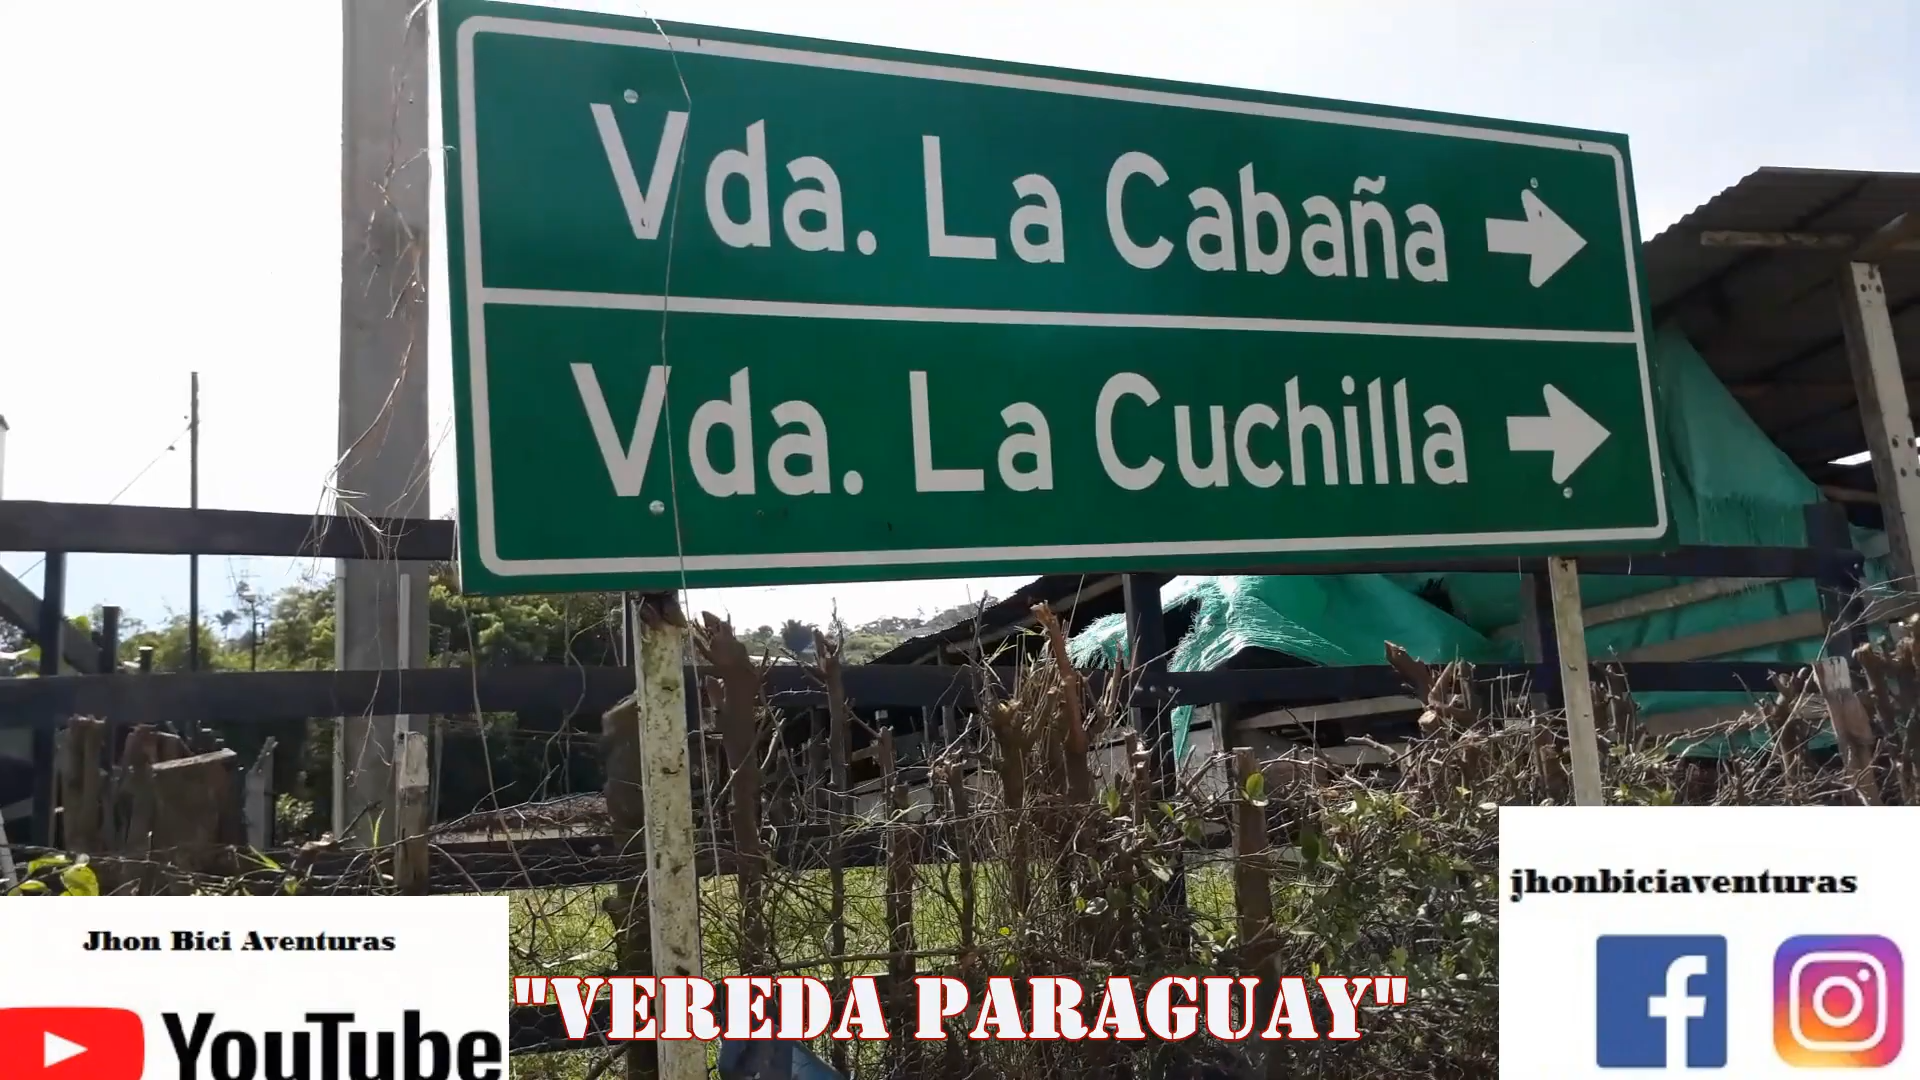 Vda. La Cabaña
Vda. La Cuchilla
jhonbiciaventuras
Jhon Bici Aventuras
YouTube
"VEREDA PARAGUAY"